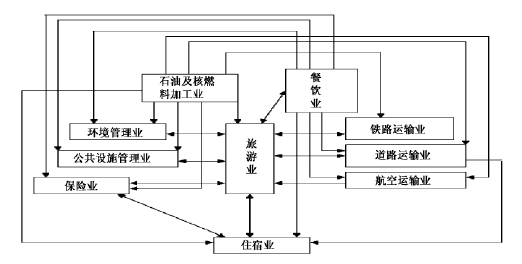 石油及核燃
料加工业
餐
饮
业
环境管理业
公共设施管理业
保险业
旅
游
业
铁路运输业
道路运输业
航空运输业
住宿业